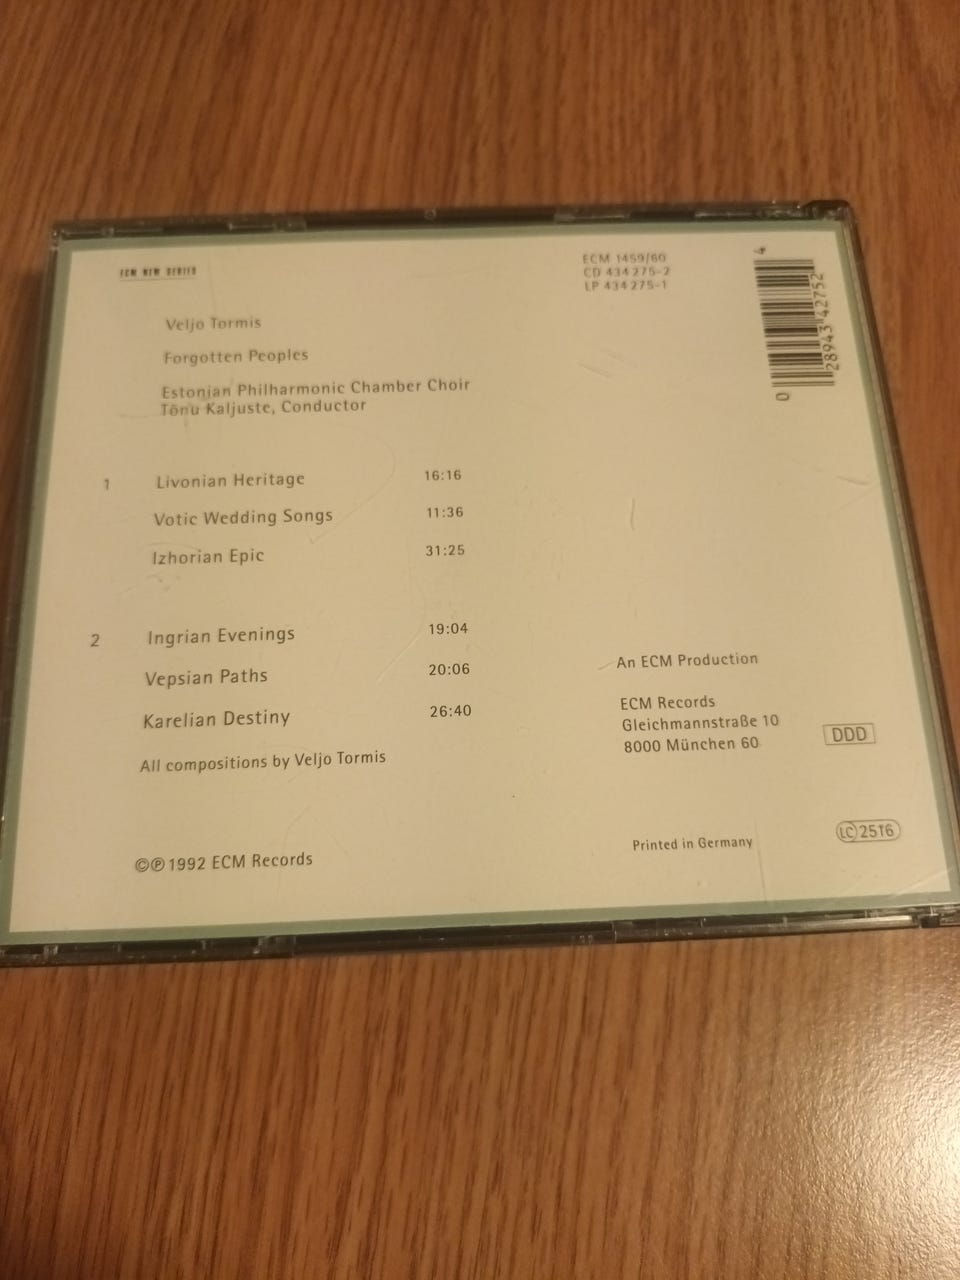 ECM NEW SERIES
ECM 1459/60
CD 434 275-2
LP 434 275-1
Veljo Tormis
Forgotten Peoples
Estonian Philharmonic Chamber Choir
Tõnu Kaljuste, Conductor
0 28943 42752 4
1 Livonian Heritage 16:16
Votic Wedding Songs 11:36
Izhorian Epic 31:25
2 Ingrian Evenings 19:04
Vepsian Paths 20:06
Karelian Destiny 26:40
All compositions by Veljo Tormis
An ECM Production
ECM Records
Gleichmannstraße 10
8000 München 60
DDD
©℗ 1992 ECM Records
Printed in Germany
LC 2516